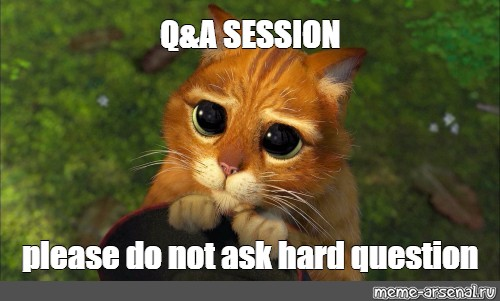 Q&A SESSION
please do not ask hard question
meme-arsenal.ru